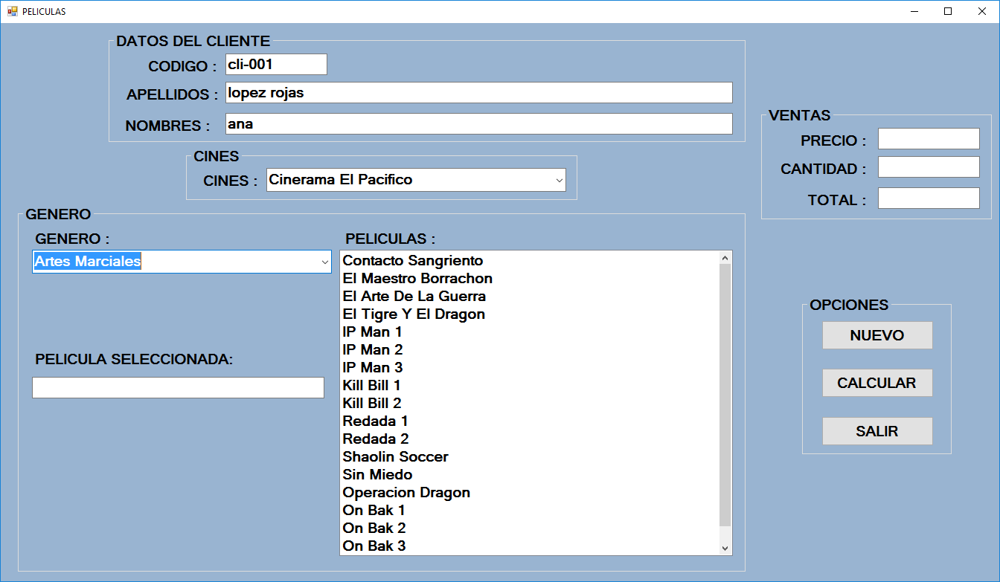 PELICULAS
DATOS DEL CLIENTE
CODIGO : cli-001
APELLIDOS : lopez rojas
NOMBRES : ana
CINES
CINES : Cinerama El Pacifico
VENTAS
PRECIO :
CANTIDAD :
TOTAL :
GENERO
GENERO :
Artes Marciales
PELICULA SELECCIONADA:
PELICULAS :
Contacto Sangriento
El Maestro Borrachon
El Arte De La Guerra
El Tigre Y El Dragon
IP Man 1
IP Man 2
IP Man 3
Kill Bill 1
Kill Bill 2
Redada 1
Redada 2
Shaolin Soccer
Sin Miedo
Operacion Dragon
On Bak 1
On Bak 2
On Bak 3
OPCIONES
NUEVO
CALCULAR
SALIR